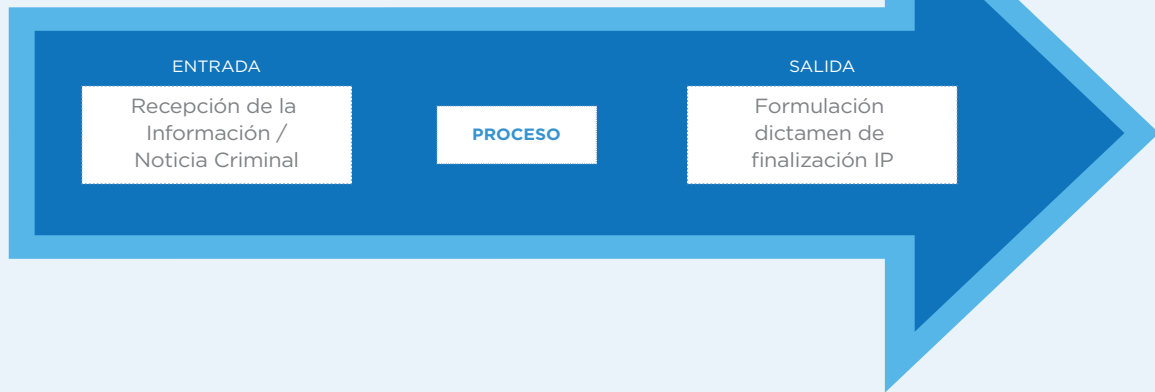 ENTRADA
Recepción de la
Información /
Noticia Criminal
PROCESO
SALIDA
Formulación
dictamen de
finalización IP